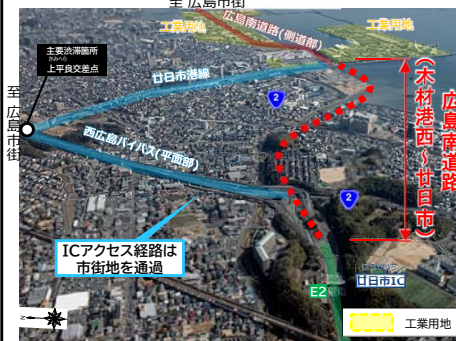 至 広島市街
工業用地
広島南道路(側道部)
工業用地
主要渋滞箇所
かみへら
上平良交差点
至 広島市街
廿日市港線
2
西広島バイパス(平面部)
広島南道路
(木材港西～廿日市)
2
ICアクセス経路は
市街地を通過
廿日市IC
E2
工業用地